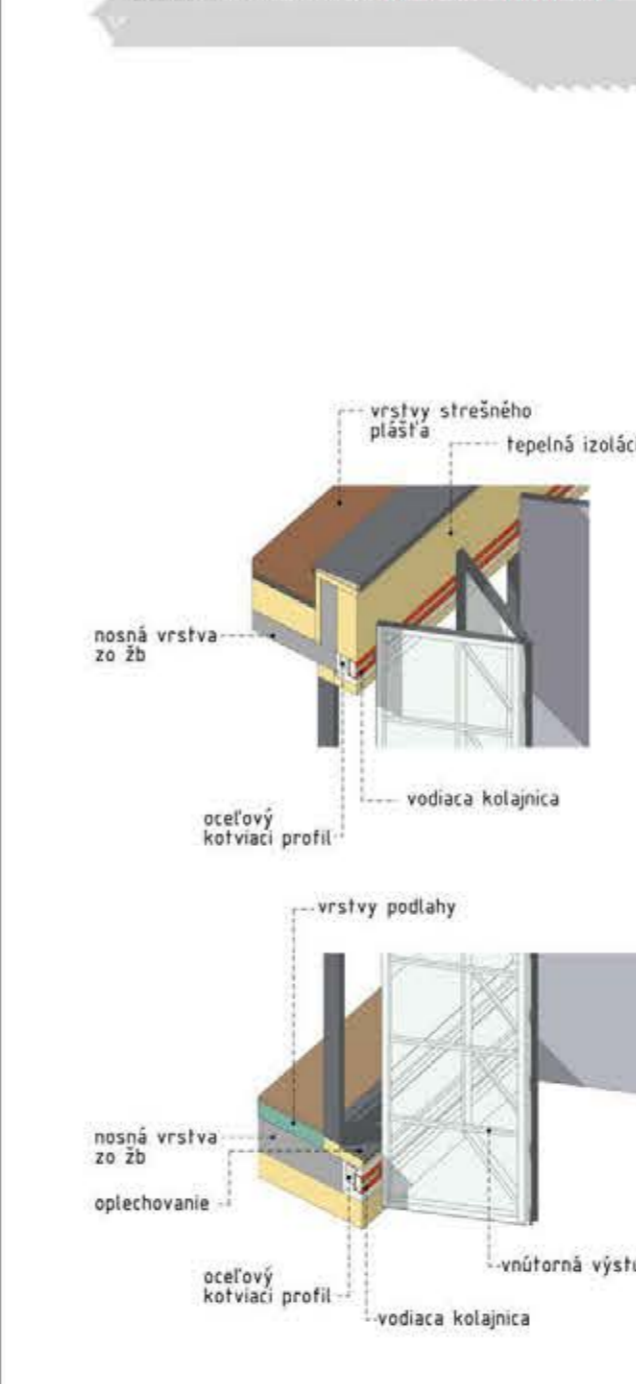 vrstvy strešného
plášťa
tepelná izolác
nosná vrstva
zo žb
vodiaca kolajnica
oceľový
kotviaci profil
vrstvy podlahy
nosná vrstva
zo žb
oplechovanie
vnútorná výstu
oceľový
kotviaci profil
vodiaca kolajnica